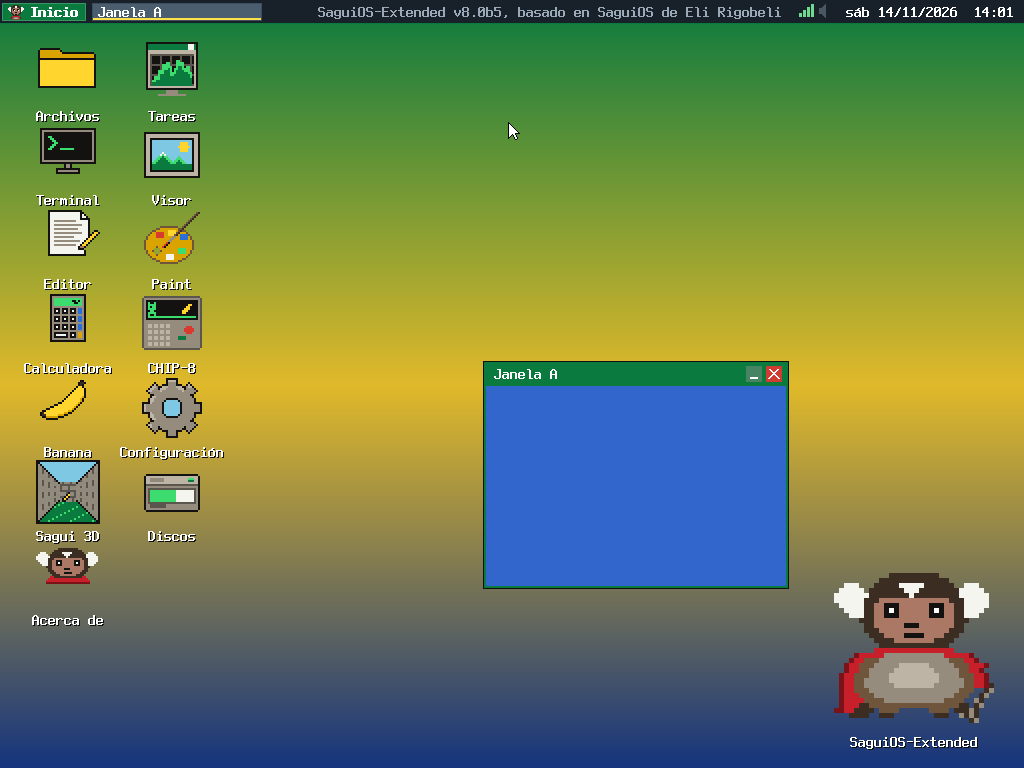 Inicio
Janela A
SaguiOS-Extended v8.0b5, basado en SaguiOS de Eli Rigobeli
sáb 14/11/2026 14:01
Archivos
Tareas
Terminal
Visor
Editor
Paint
Calculadora
CHIP-8
Banana
Configuración
Sagui 3D
Discos
Acerca de
Janela A
SaguiOS-Extended